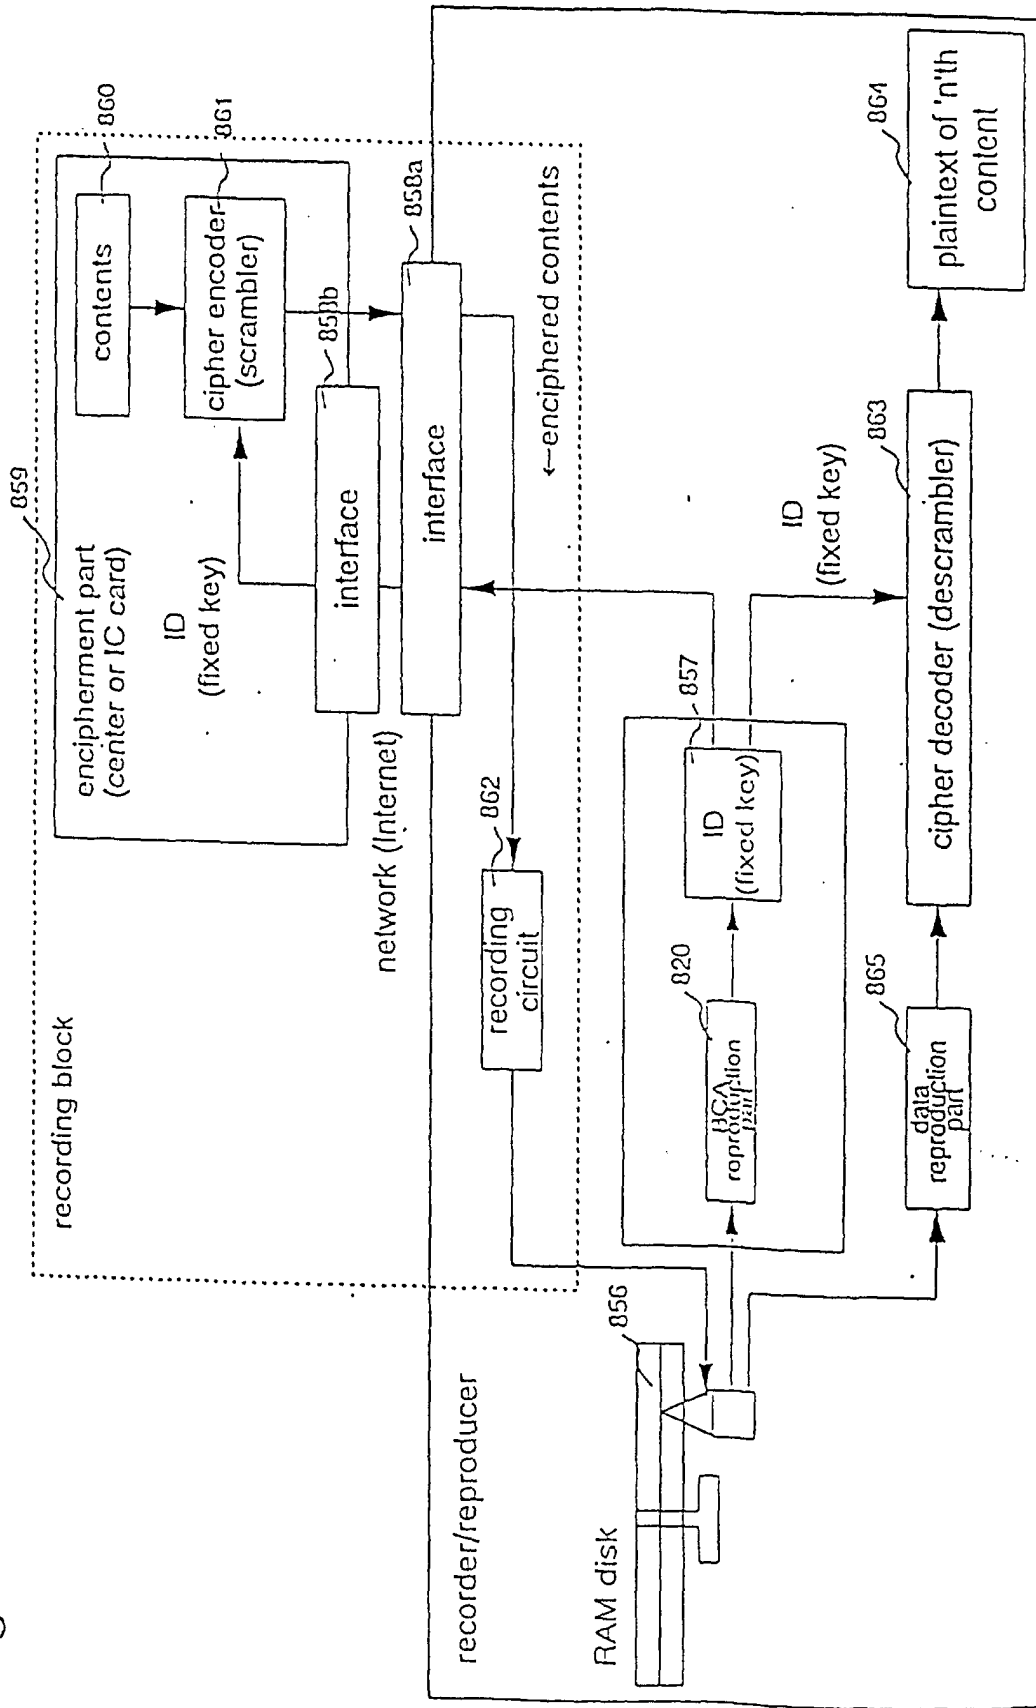 859
enciphement part
(center or IC card)
860
contents
861
cipher encoder
(scrambler)
ID
(fixed key)
858b
interface
858a
interface
recording block
network (Internet)
862
recording
circuit
←enciphered contents
recorder/reproducer
RAM disk
856
820
BCA
reproduction
part
857
ID
(fixed key)
ID
(fixed key)
865
data
reproduction
part
863
cipher decoder (descrambler)
864
plaintext of 'n'th
content